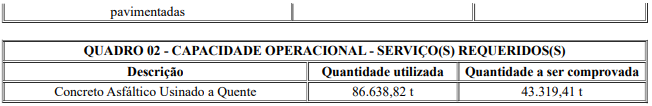 pavimentadas
QUADRO 02 - CAPACIDADE OPERACIONAL - SERVIÇO(S) REQUERIDOS(S)
Descrição Quantidade utilizada Quantidade a ser comprovada
Concreto Asfáltico Usinado a Quente 86.638,82 t 43.319,41 t